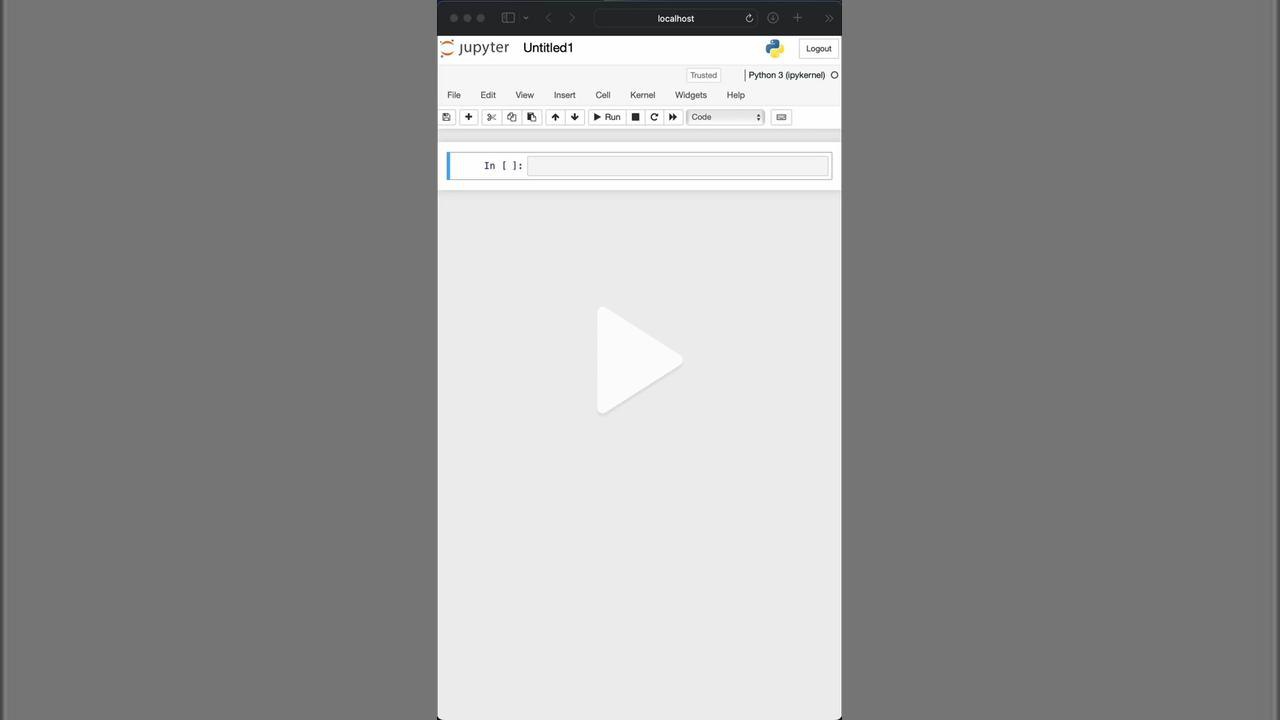 localhost
jupyter Untitled1 Logout
Trusted Python 3 (ipykernel)
File Edit View Insert Cell Kernel Widgets Help
Run Code
In [ ]: